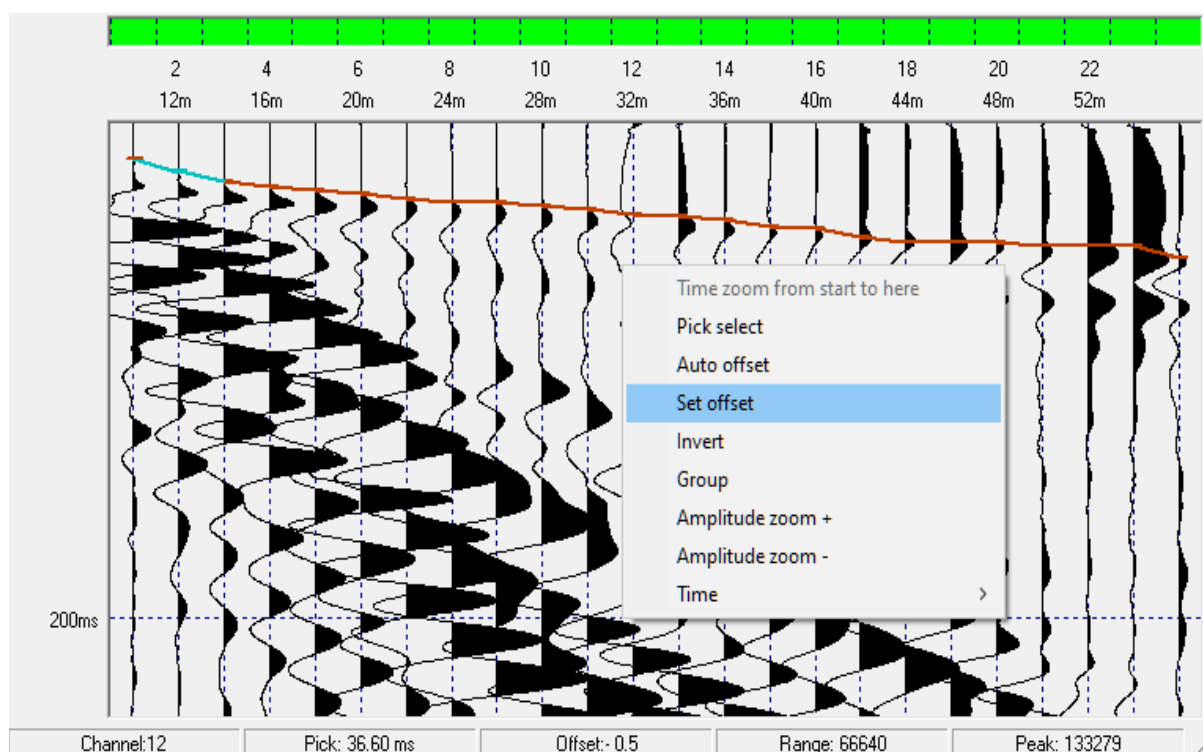 2 4 6 8 10 12 14 16 18 20 22
12m 16m 20m 24m 28m 32m 36m 40m 44m 48m 52m
Time zoom from start to here
Pick select
Auto offset
Set offset
Invert
Group
Amplitude zoom +
Amplitude zoom -
Time >
200ms
Channel:12 Pick: 36.60 ms Offset:- 0.5 Range: 66640 Peak: 133279